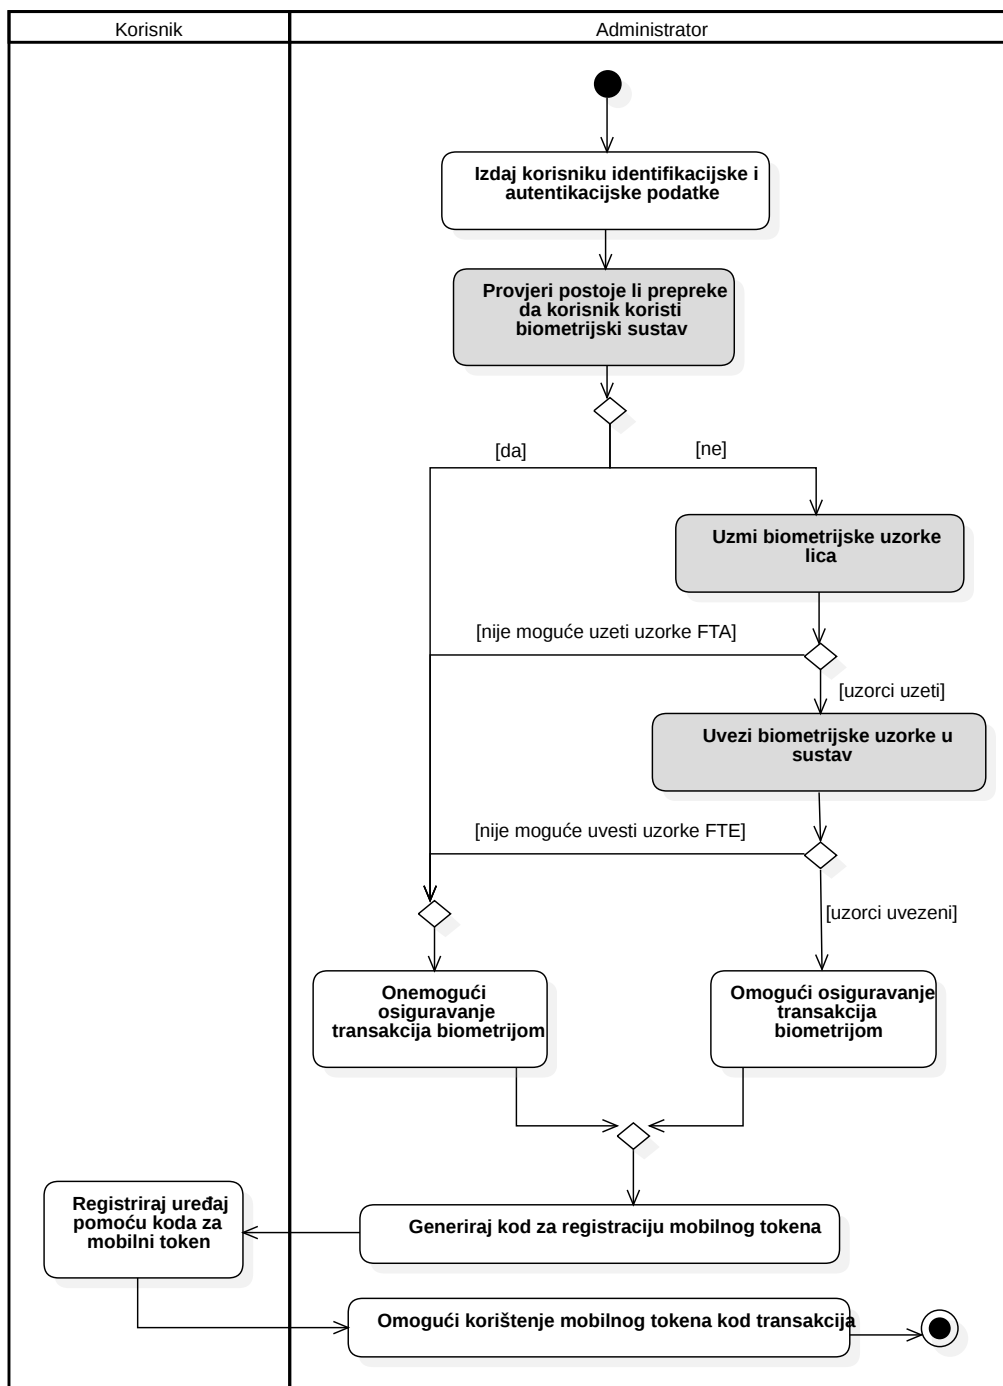 Korisnik
Administrator
Izdaj korisniku identifikacijske i
autentikacijske podatke
Provjeri postoje li prepreke
da korisnik koristi
biometrijski sustav
[da]
[ne]
Uzmi biometrijske uzorke
lica
[nije moguće uzeti uzorke FTA]
[uzorci uzeti]
Uvezi biometrijske uzorke u
sustav
[nije moguće uvesti uzorke FTE]
[uzorci uvezeni]
Onemogući
osiguravanje
transakcija biometrijom
Omogući osiguravanje
transakcija
biometrijom
Registriraj uređaj
pomoću koda za
mobilni token
Generiraj kod za registraciju mobilnog tokena
Omogući korištenje mobilnog tokena kod transakcija